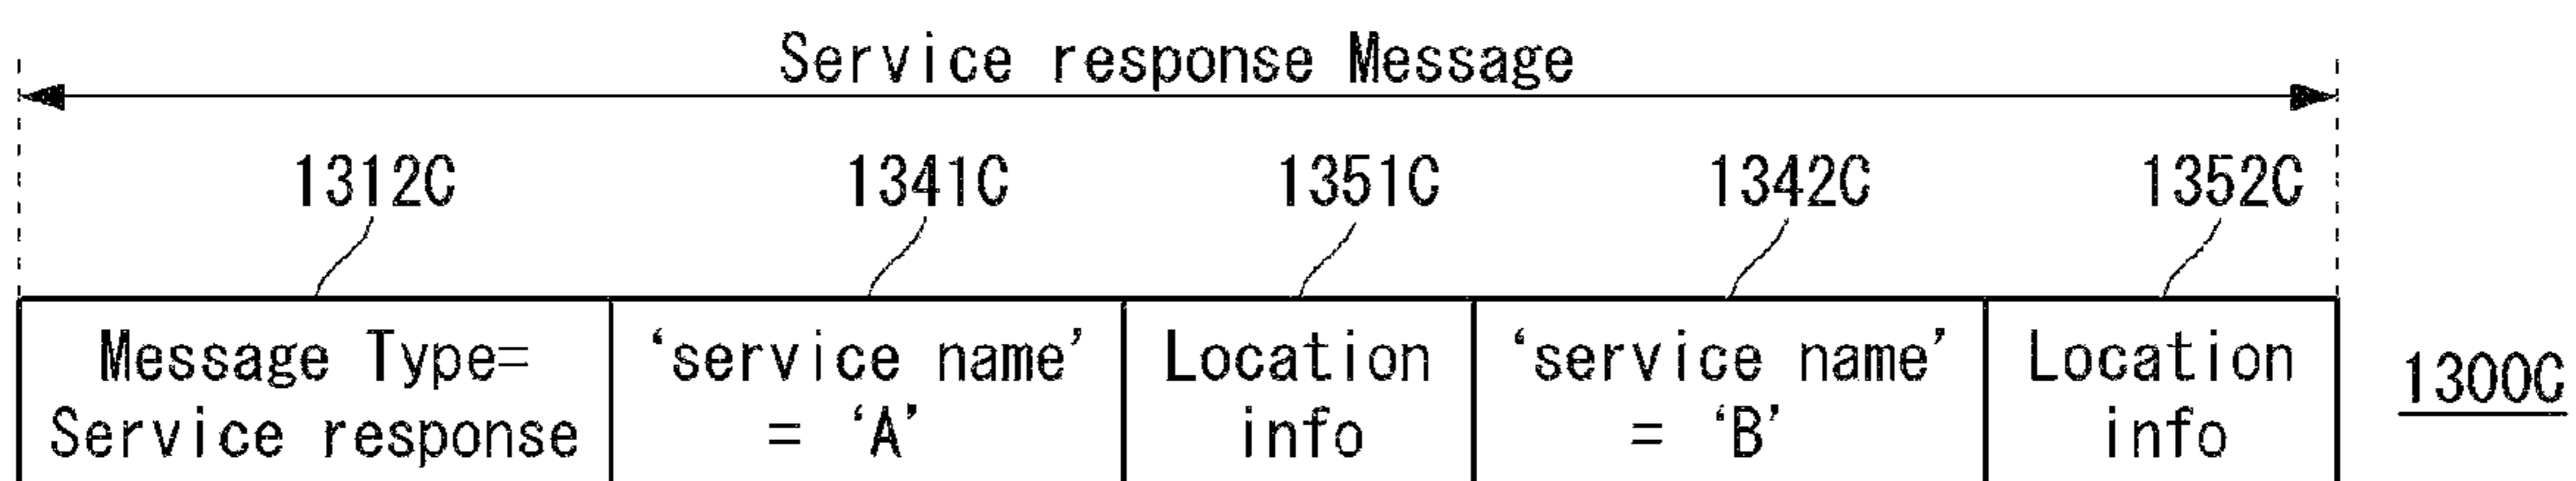 Service response Message
1312C 1341C 1351C 1342C 1352C
Message Type= ‘service name’ Location ‘service name’ Location
Service response = ‘A’ info = ‘B’ info
1300C